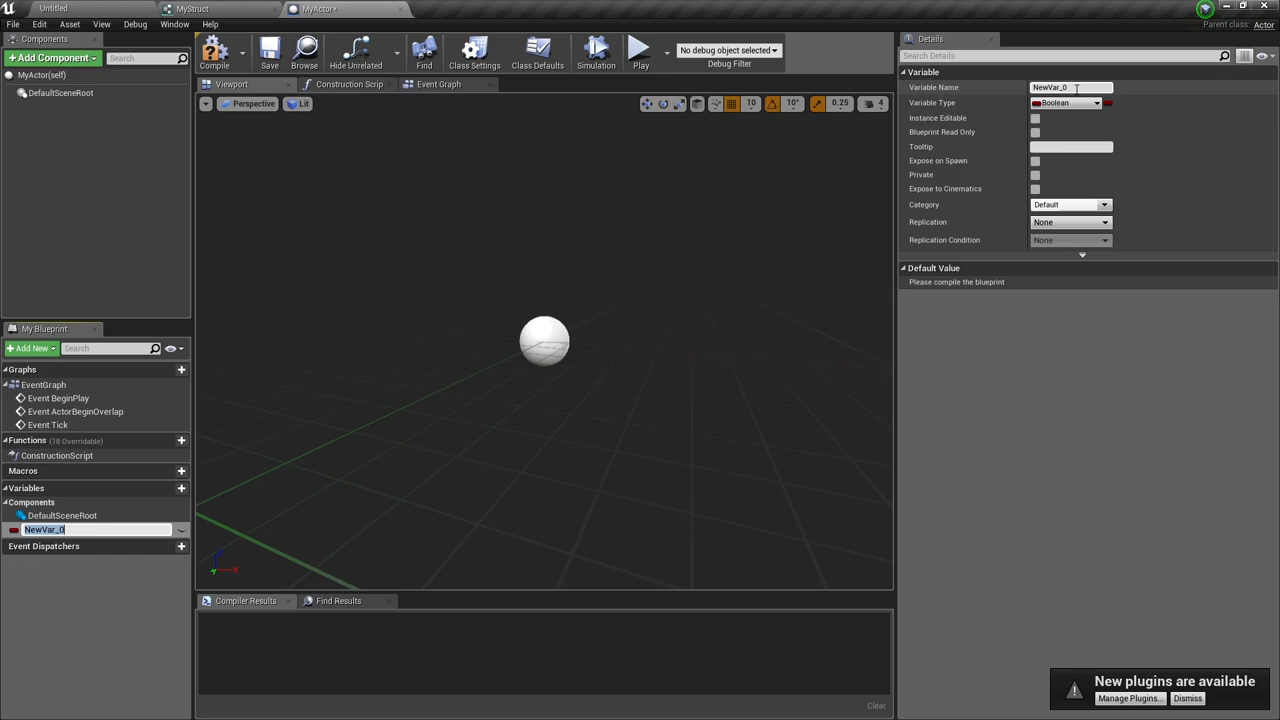 Untitled
MyStruct
MyActor*
File Edit Asset View Debug Window Help
Parent class: Actor
Components
+Add Component
Search
MyActor(self)
DefaultSceneRoot
Compile
Save
Browse
Hide Unrelated
Find
Class Settings
Class Defaults
Simulation
Play
No debug object selected
Debug Filter
Viewport
Construction Scrip
Event Graph
Perspective
Lit
10
10°
0.25
4
My Blueprint
+Add New
Search
Graphs
EventGraph
Event BeginPlay
Event ActorBeginOverlap
Event Tick
Functions (18 Overridable)
ConstructionScript
Macros
Variables
Components
DefaultSceneRoot
NewVar_0
Event Dispatchers
Compiler Results
Find Results
Clear
Details
Search Details
Variable
Variable Name NewVar_0
Variable Type Boolean
Instance Editable
Blueprint Read Only
Tooltip
Expose on Spawn
Private
Expose to Cinematics
Category Default
Replication None
Replication Condition None
Default Value
Please compile the blueprint
New plugins are available
Manage Plugins... Dismiss